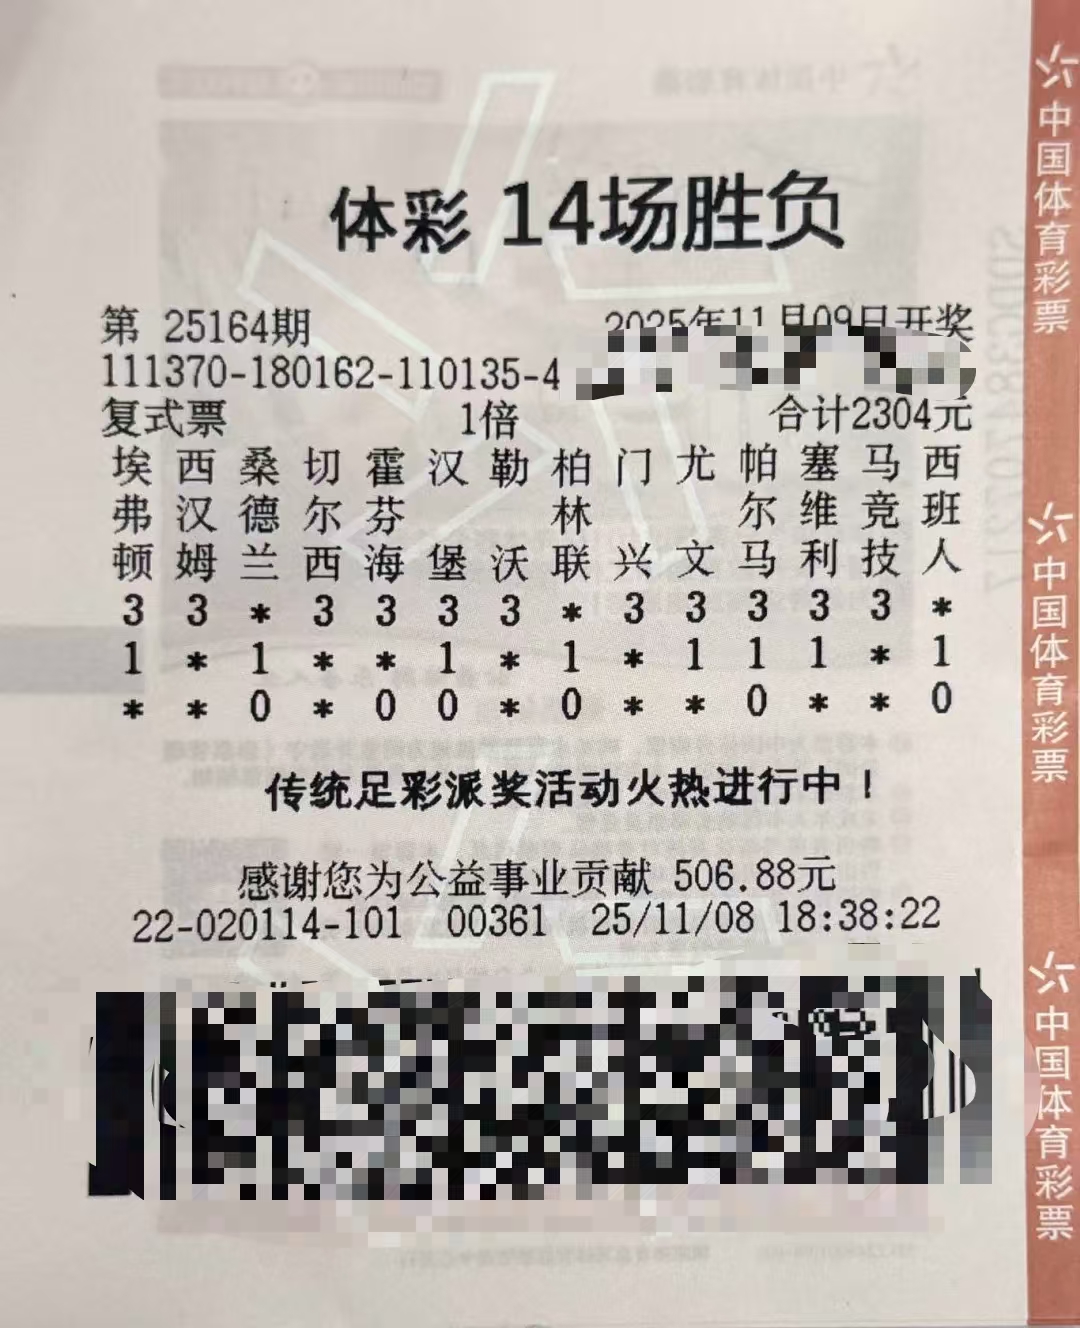 体彩 14场胜负
第 25164期 2025年11月09日开奖
111370-180162-110135-4
复式票 1倍 合计2304元
埃 西 桑 切 霍 汉 勒 柏 门 尤 帕 塞 马 西
弗 汉 德 尔 芬 林 尔 维 竞 班
顿 姆 兰 西 海 堡 沃 联 兴 文 马 利 技 人
3 3 * 3 3 3 3 * 3 3 3 3 3 *
1 * 1 * * 1 * 1 * 1 1 1 * 1
* * 0 * 0 0 * 0 * * 0 * * 0
传统足彩派奖活动火热进行中！
感谢您为公益事业贡献 506.88元
22-020114-101 00361 25/11/08 18:38:22
中国体育彩票
中国体育彩票
中国体育彩票